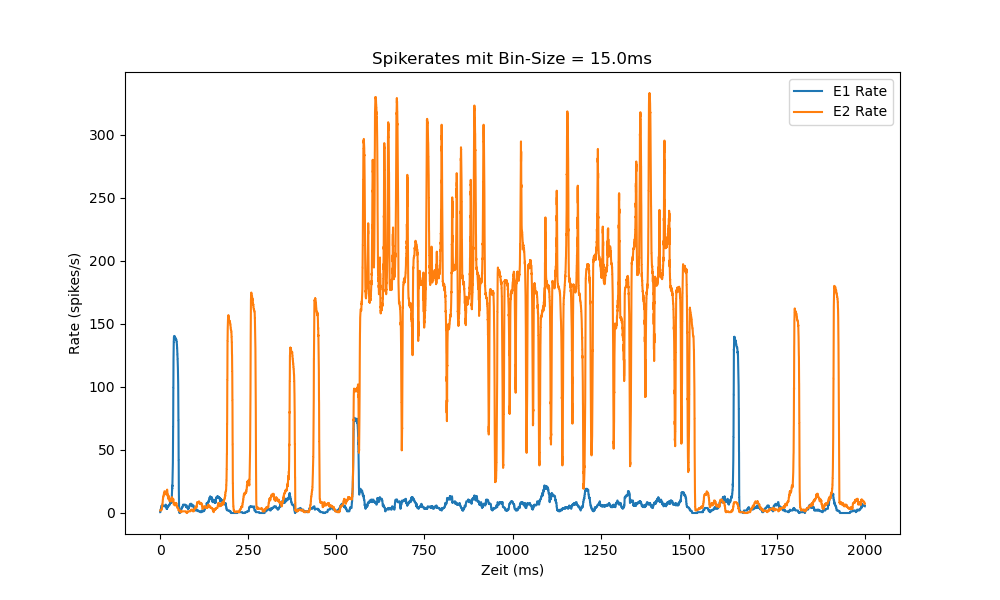 Spikerates mit Bin-Size = 15.0ms
E1 Rate
E2 Rate
Rate (spikes/s)
300
250
200
150
100
50
0
0 250 500 750 1000 1250 1500 1750 2000
Zeit (ms)